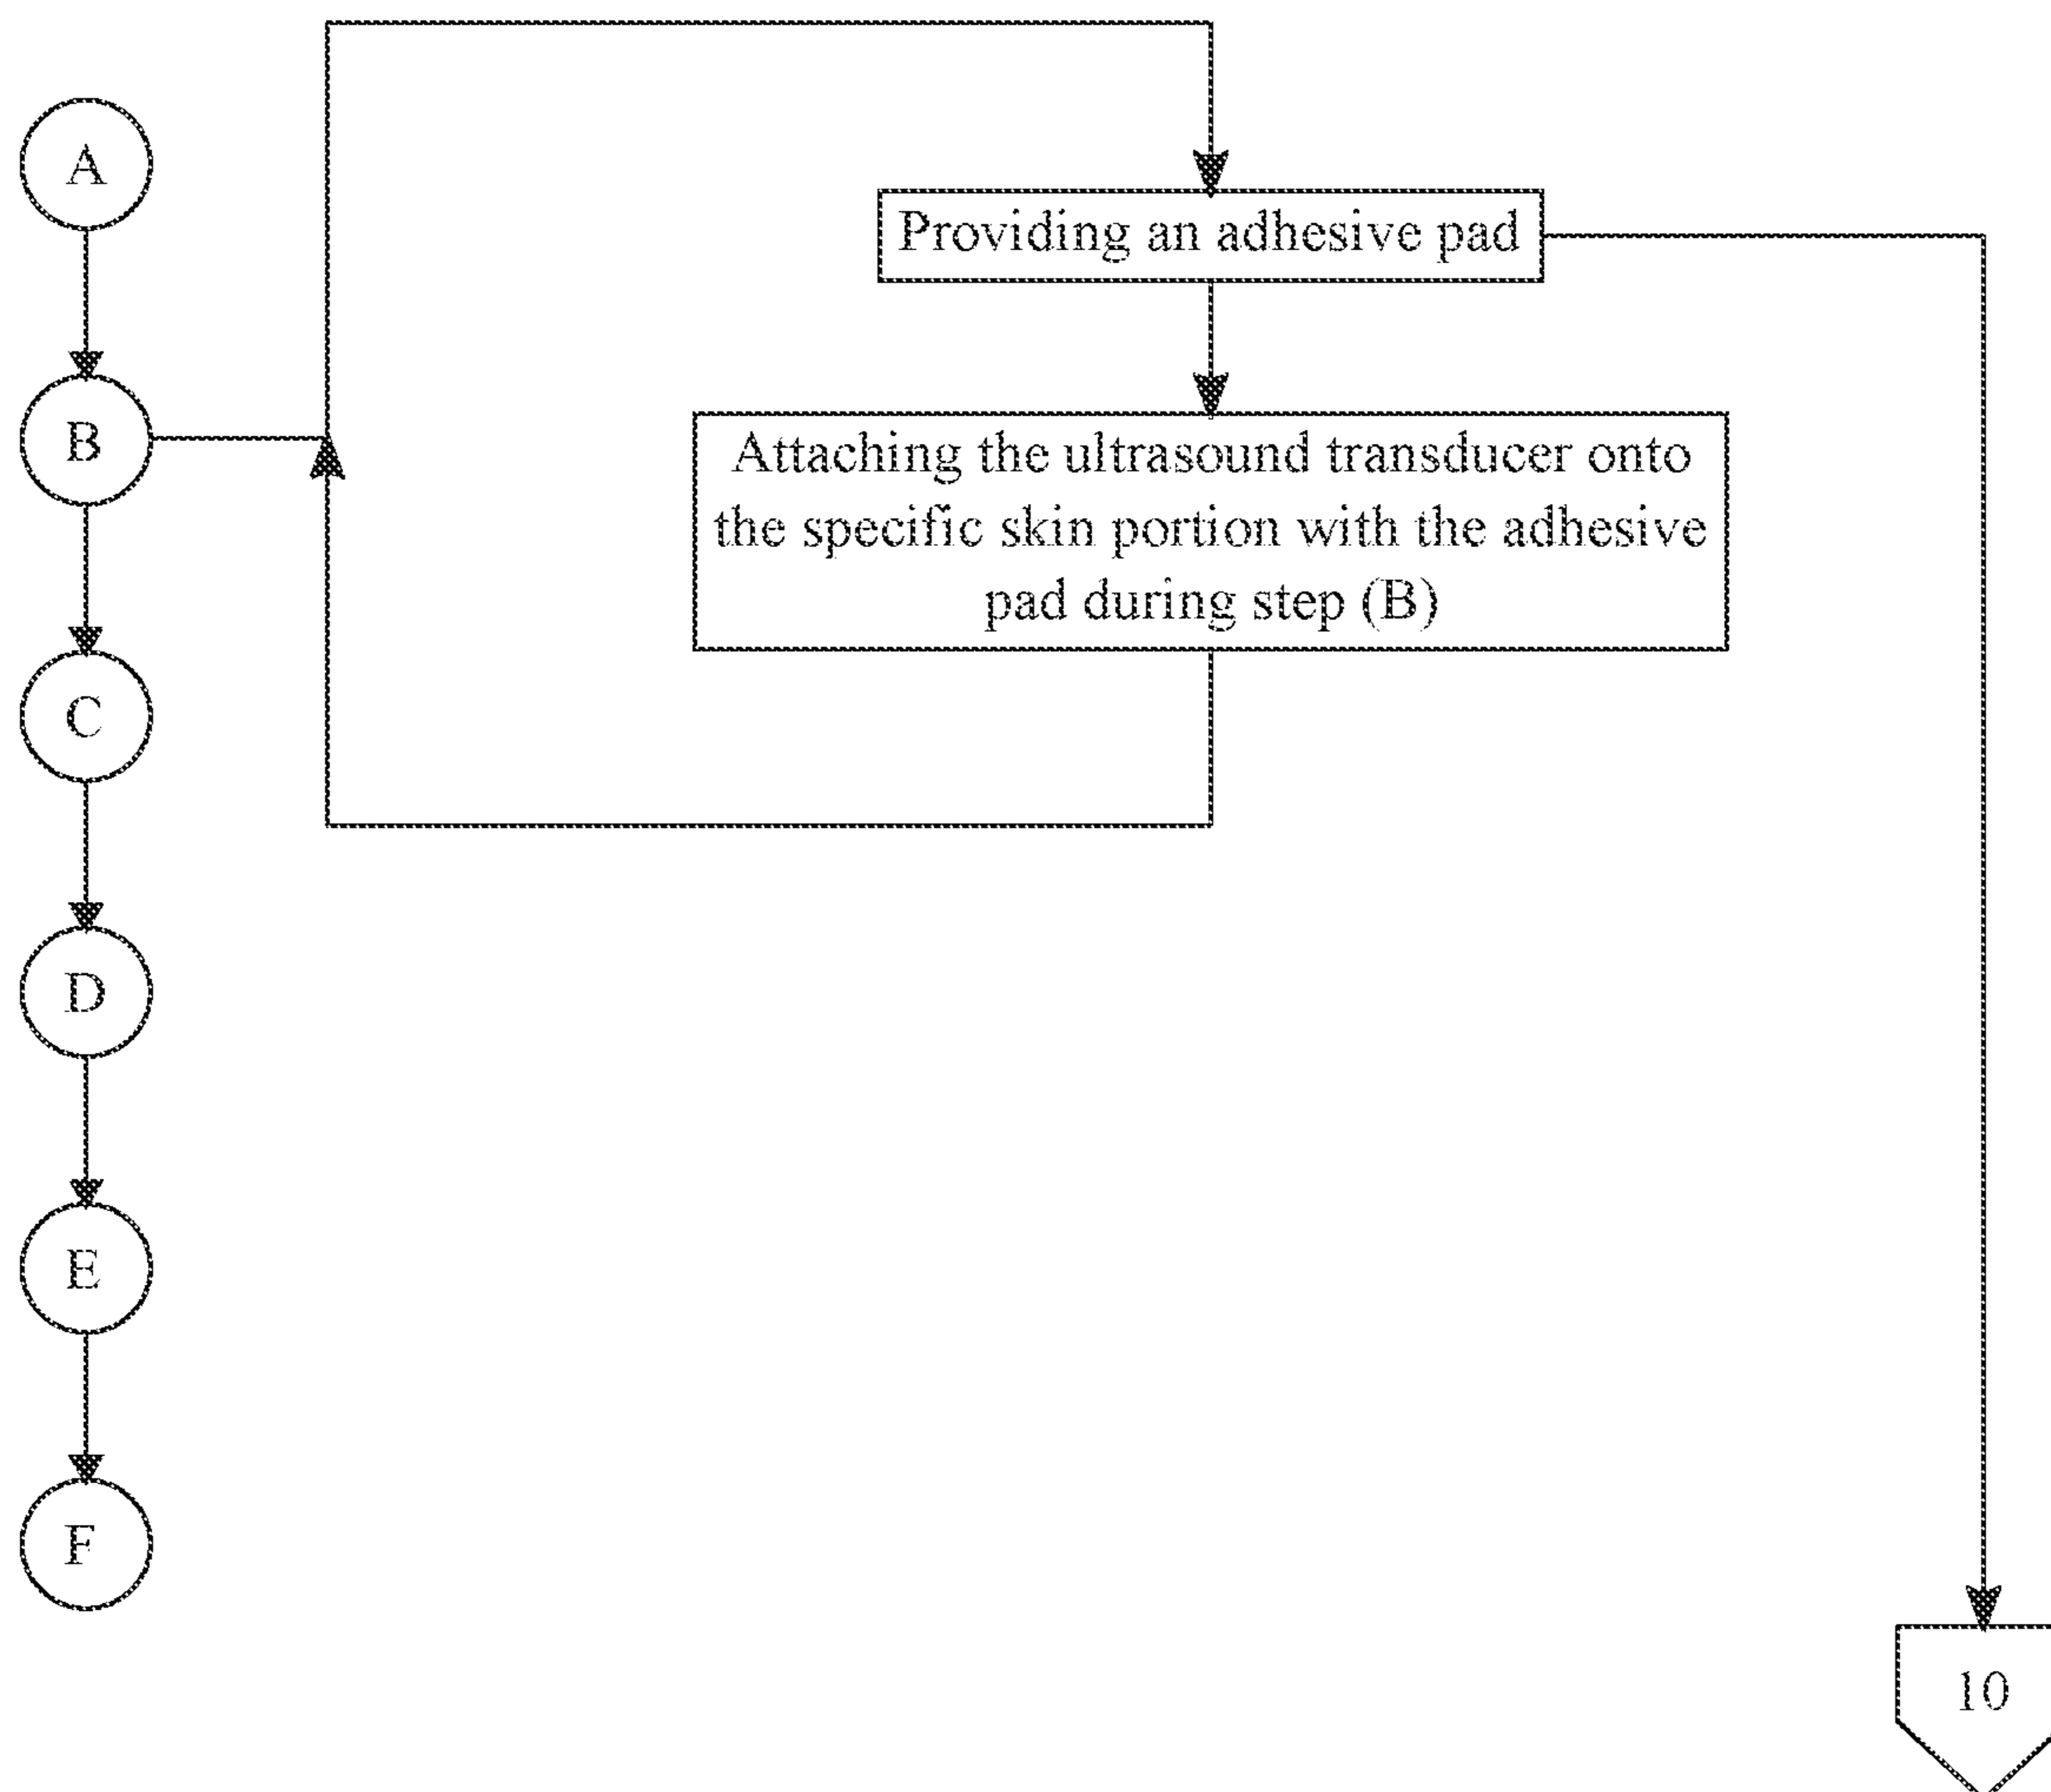 A
Providing an adhesive pad
B
Attaching the ultrasound transducer onto
the specific skin portion with the adhesive
pad during step (B)
C
D
E
F
10